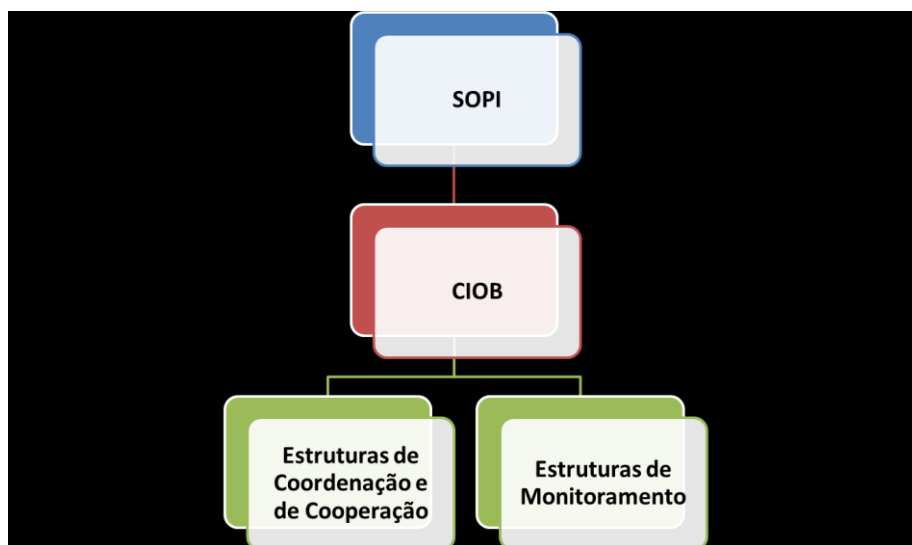 SOPI
CIOB
Estruturas de
Coordenação e
de Cooperação
Estruturas de
Monitoramento